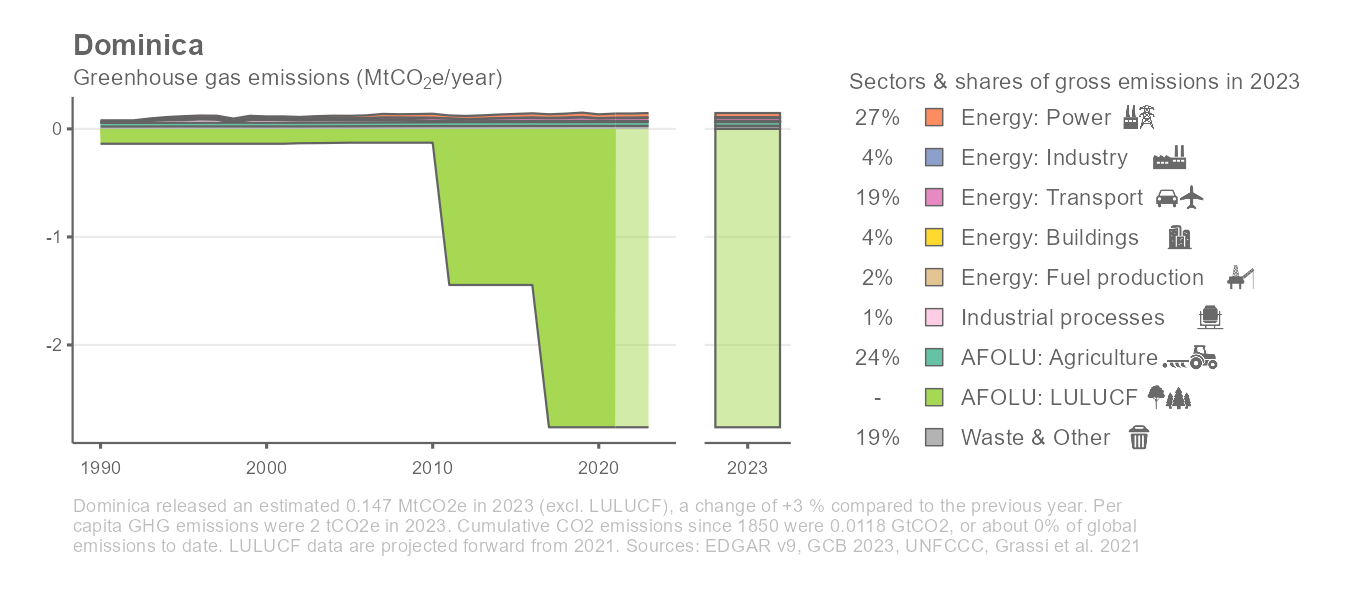 Dominica
Greenhouse gas emissions (MtCO₂e/year)
0
-1
-2
1990
2000
2010
2020
2023
Sectors & shares of gross emissions in 2023
27% Energy: Power
4% Energy: Industry
19% Energy: Transport
4% Energy: Buildings
2% Energy: Fuel production
1% Industrial processes
24% AFOLU: Agriculture
- AFOLU: LULUCF
19% Waste & Other
Dominica released an estimated 0.147 MtCO2e in 2023 (excl. LULUCF), a change of +3 % compared to the previous year. Per
capita GHG emissions were 2 tCO2e in 2023. Cumulative CO2 emissions since 1850 were 0.0118 GtCO2, or about 0% of global
emissions to date. LULUCF data are projected forward from 2021. Sources: EDGAR v9, GCB 2023, UNFCCC, Grassi et al. 2021